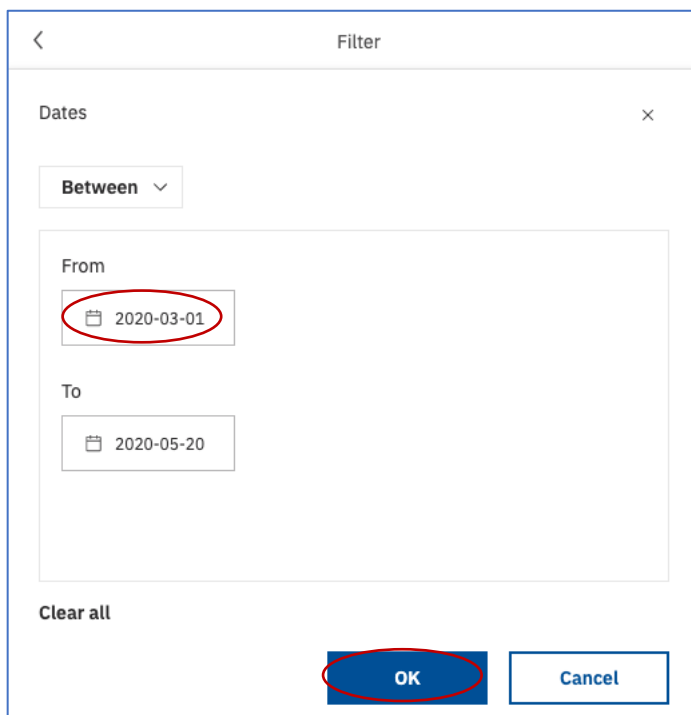 Filter
Dates
Between
From
2020-03-01
To
2020-05-20
Clear all
OK Cancel